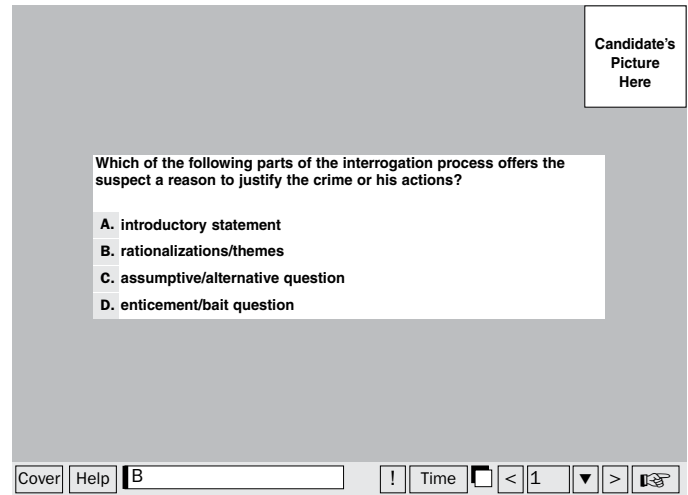 Candidate's
Picture
Here
Which of the following parts of the interrogation process offers the
suspect a reason to justify the crime or his actions?
A. introductory statement
B. rationalizations/themes
C. assumptive/alternative question
D. enticement/bait question
Cover Help B ! Time < 1 ▼ > ☞